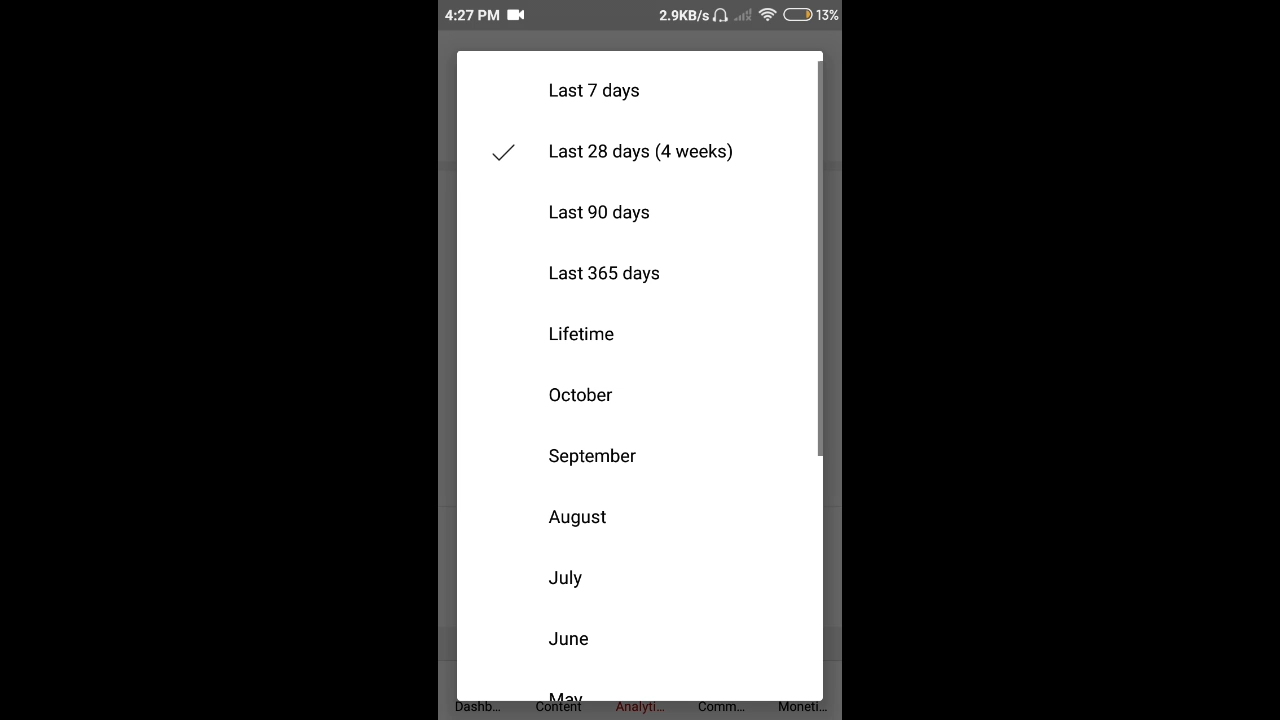 4:27 PM 2.9KB/s 13%
Last 7 days
Last 28 days (4 weeks)
Last 90 days
Last 365 days
Lifetime
October
September
August
July
June
May
Dashb... Content Analyti... Comm... Moneti...